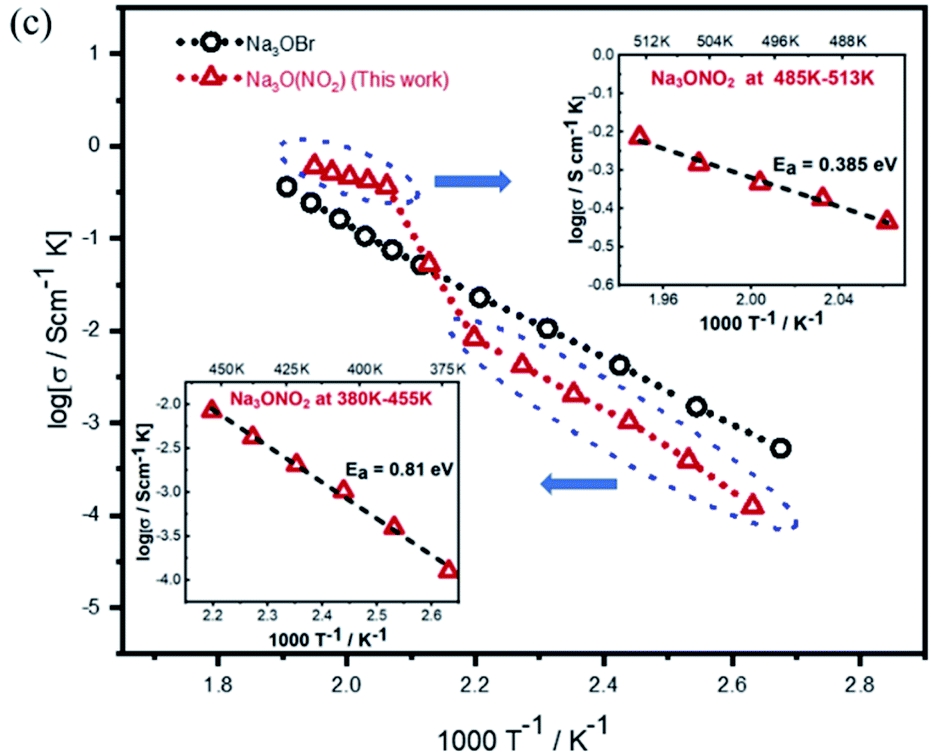 (c)
Na₃OBr
Na₃O(NO₂) (This work)
log[σ / Scm⁻¹ K]
1
0
-1
-2
-3
-4
-5
1.8 2.0 2.2 2.4 2.6 2.8
1000 T⁻¹ / K⁻¹
512K 504K 496K 488K
Na₃ONO₂ at 485K-513K
Eₐ = 0.385 eV
log[σ / S cm⁻¹ K]
0.0
-0.2
-0.3
-0.4
-0.5
-0.6
1.96 2.00 2.04
1000 T⁻¹ / K⁻¹
450K 425K 400K 375K
Na₃ONO₂ at 380K-455K
Eₐ = 0.81 eV
log[σ / Scm⁻¹ K]
-2.0
-2.5
-3.0
-3.5
-4.0
2.2 2.3 2.4 2.5 2.6
1000 T⁻¹ / K⁻¹